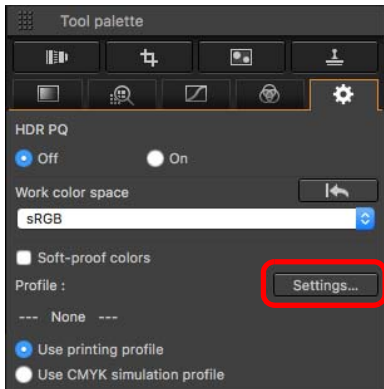 Tool palette
HDR PQ
Off On
Work color space
sRGB
Soft-proof colors
Profile : Settings...
--- None ---
Use printing profile
Use CMYK simulation profile